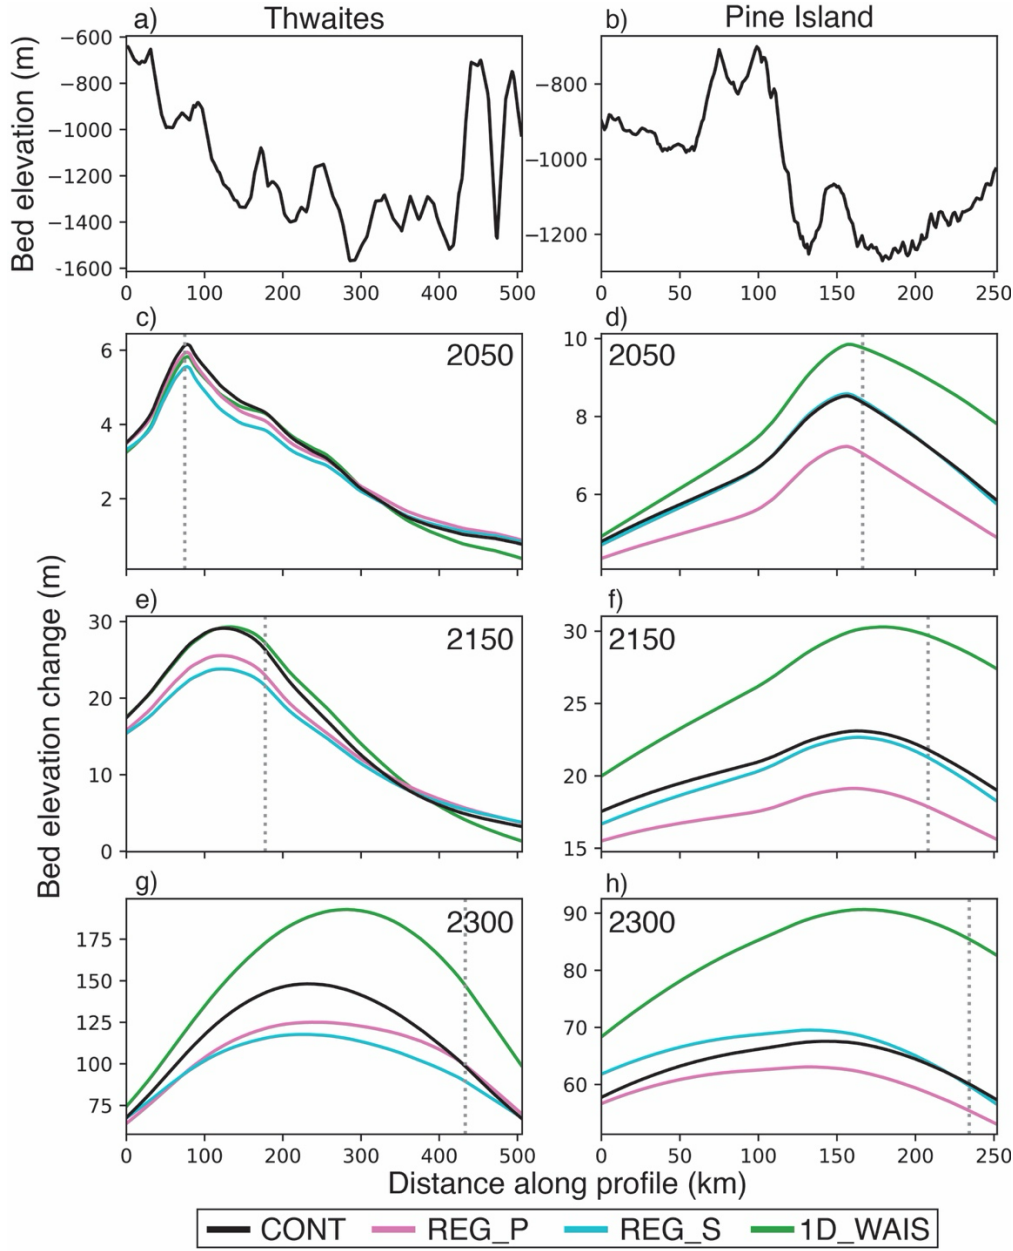 a) Thwaites
b) Pine Island
Bed elevation (m)
−600
−800
−1000
−1200
−1400
-1600
0 100 200 300 400 500
−800
−1000
−1200
0 50 100 150 200 250
c)
2050
6
4
2
d)
2050
10
8
6
Bed elevation change (m)
e)
2150
30
20
10
0
f)
2150
30
25
20
15
g)
2300
175
150
125
100
75
0 100 200 300 400 500
h)
2300
90
80
70
60
0 50 100 150 200 250
Distance along profile (km)
CONT REG_P REG_S 1D_WAIS